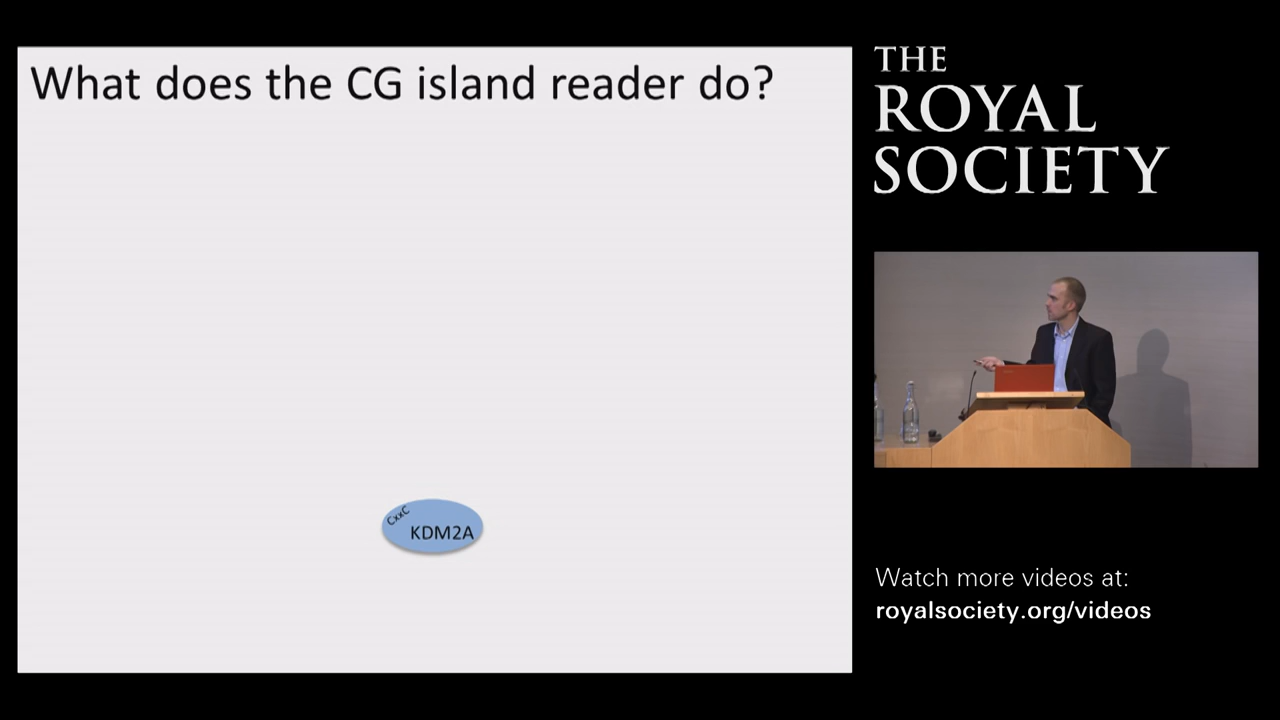 What does the CG island reader do?
CxxC
KDM2A
THE
ROYAL
SOCIETY
Watch more videos at:
royalsociety.org/videos